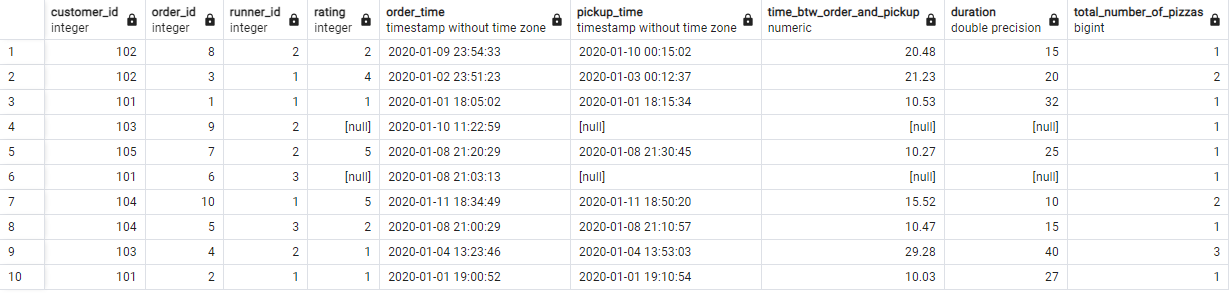 customer_id order_id runner_id rating order_time pickup_time time_btw_order_and_pickup duration total_number_of_pizzas
integer integer integer integer timestamp without time zone timestamp without time zone numeric double precision bigint
1 102 8 2 2 2020-01-09 23:54:33 2020-01-10 00:15:02 20.48 15 1
2 102 3 1 4 2020-01-02 23:51:23 2020-01-03 00:12:37 21.23 20 2
3 101 1 1 1 2020-01-01 18:05:02 2020-01-01 18:15:34 10.53 32 1
4 103 9 2 [null] 2020-01-10 11:22:59 [null] [null] [null] 1
5 105 7 2 5 2020-01-08 21:20:29 2020-01-08 21:30:45 10.27 25 1
6 101 6 3 [null] 2020-01-08 21:03:13 [null] [null] [null] 1
7 104 10 1 5 2020-01-11 18:34:49 2020-01-11 18:50:20 15.52 10 2
8 104 5 3 2 2020-01-08 21:00:29 2020-01-08 21:10:57 10.47 15 1
9 103 4 2 1 2020-01-04 13:23:46 2020-01-04 13:53:03 29.28 40 3
10 101 2 1 1 2020-01-01 19:00:52 2020-01-01 19:10:54 10.03 27 1